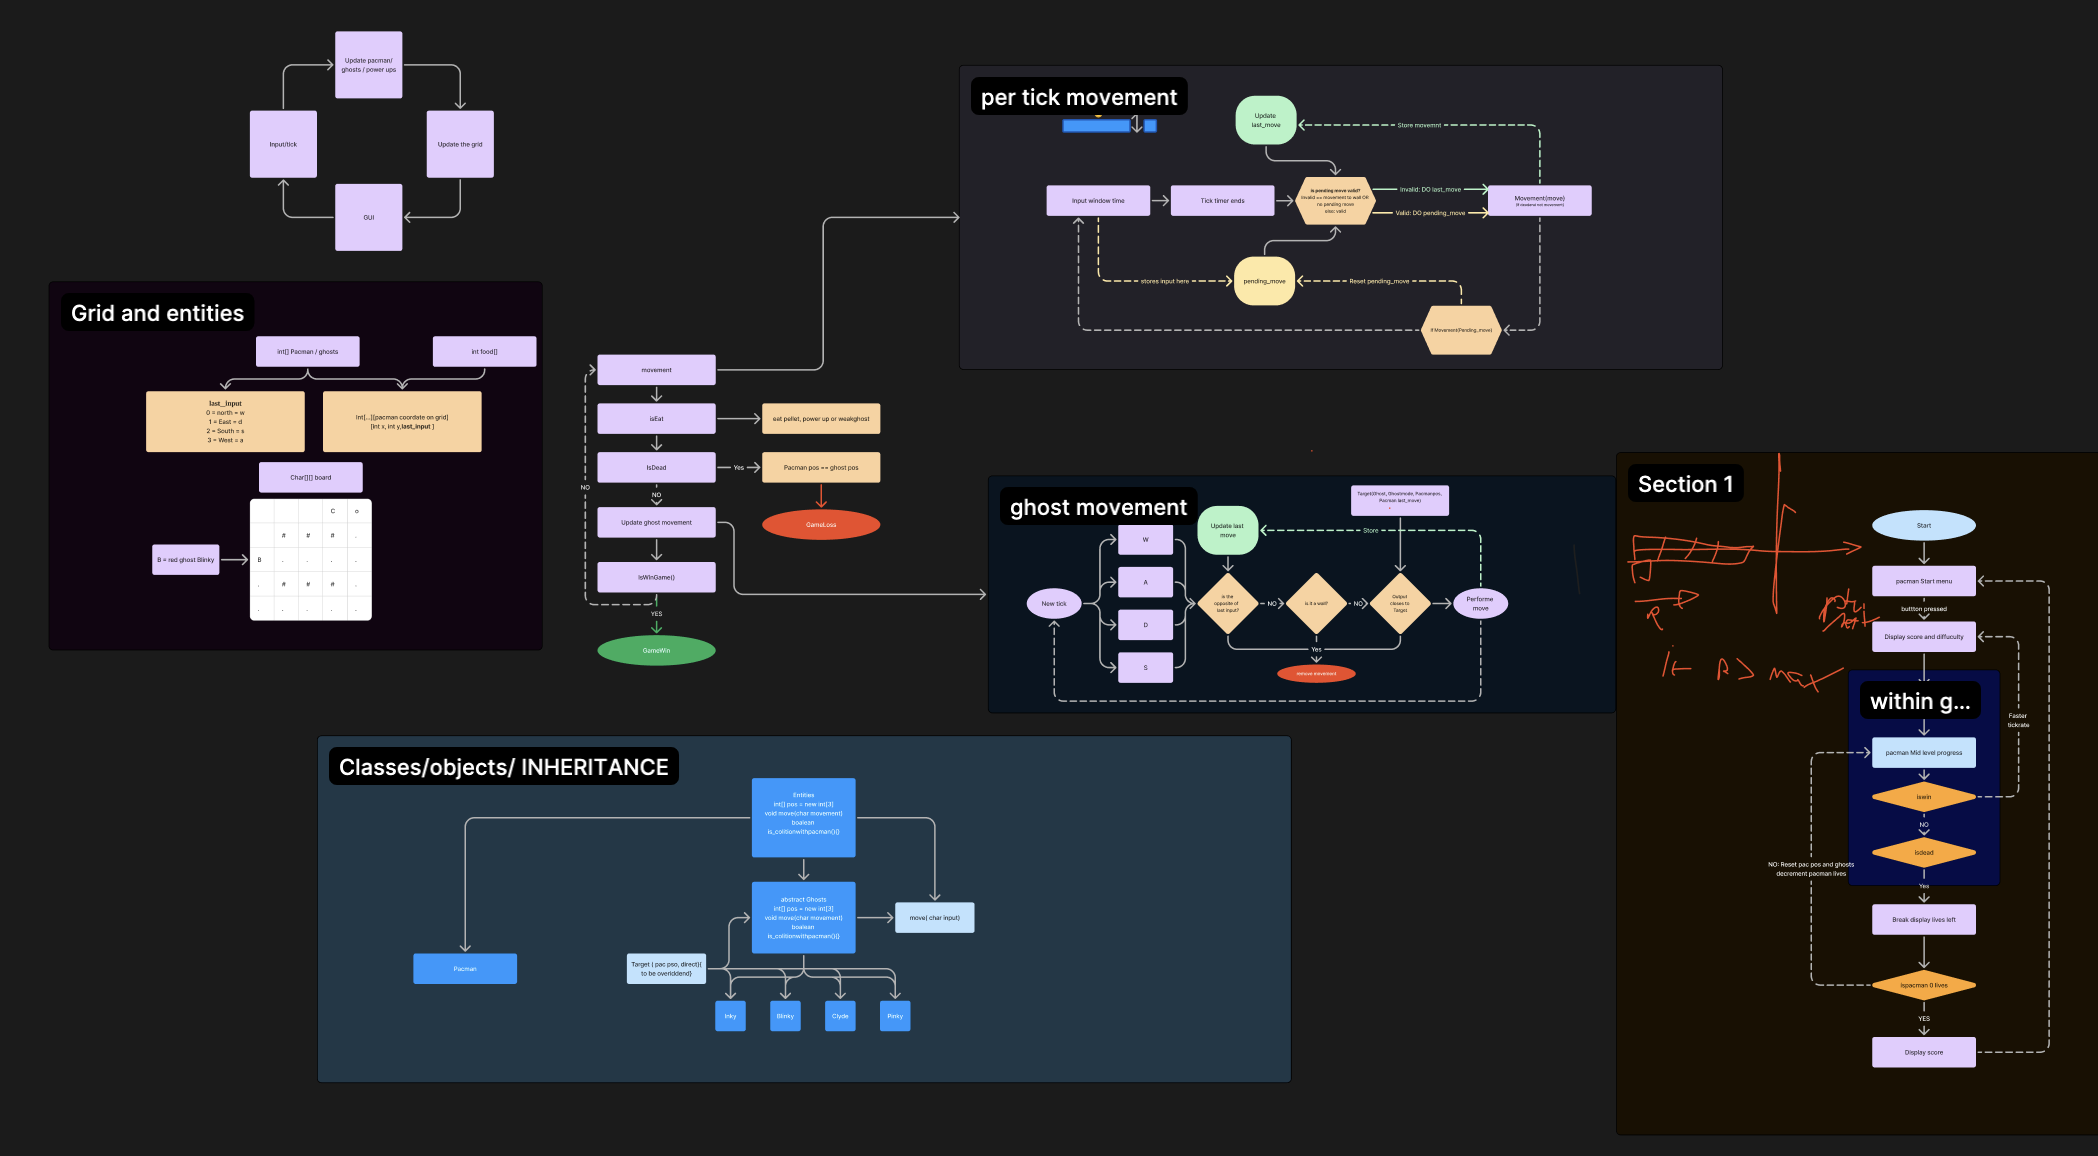 Update pacman/
ghosts / power ups
Input/tick
Update the grid
GUI
Grid and entities
int[] Pacman / ghosts
int food[]
last_input
0 = north = w
1 = East = d
2 = South = s
3 = West = a
Int[...][pacman coordate on grid]
[int x, int y,last_input ]
Char[][] board
C o
# # # .
B = red ghost Blinky
B . . . .
. # # # .
. . . . .
movement
isEat
eat pellet, power up or weakghost
IsDead
Yes
Pacman pos == ghost pos
NO
NO
Update ghost movement
GameLoss
isWinGame()
YES
GameWin
per tick movement
Update
last_move
Store movemnt
Input window time
Tick timer ends
is pending move valid?
Invalid == movement to wall OR
no pending move
else: valid
Invalid: DO last_move
Valid: DO pending_move
Movement(move)
stores input here
pending_move
Reset pending_move
If Movement(Pending_move)
ghost movement
Target(Ghost, Ghostmode, Pacmanpos,
Pacman last_move)
W
A
D
S
Update last
move
Store
New tick
Is the
opposite of
last input?
NO
Is it a wall?
NO
Output
closes to
Target
Performe
move
Yes
remove movement
Classes/objects/ INHERITANCE
Entities
int[] pos = new int[3]
void move(char movement)
boalean
is_colitionwithpacman(){}
abstract Ghosts
int[] pos = new int[3]
void move(char movement)
boalean
is_colitionwithpacman(){}
move( char input)
Pacman
Target ( pac pso, direct){
to be overiddend}
Inky
Blinky
Clyde
Pinky
Section 1
Start
pacman Start menu
buttton pressed
Display score and diffuculty
R
if R > max
within g...
Faster
tickrate
pacman Mid level progress
iswin
NO
isdead
NO: Reset pac pos and ghosts
decrement pacman lives
Yes
Break display lives left
ispacman 0 lives
YES
Display score